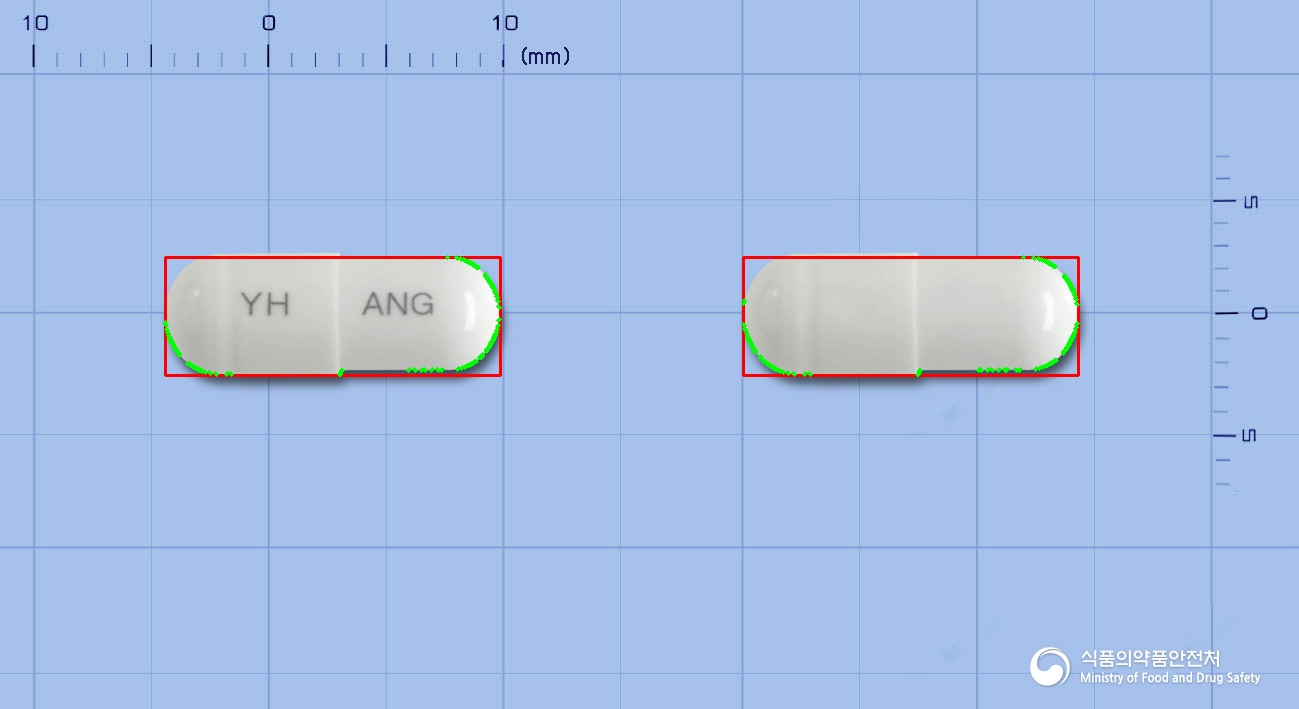 10 0 10
(mm)
5
YH ANG
0
5
식품의약품안전처
Ministry of Food and Drug Safety